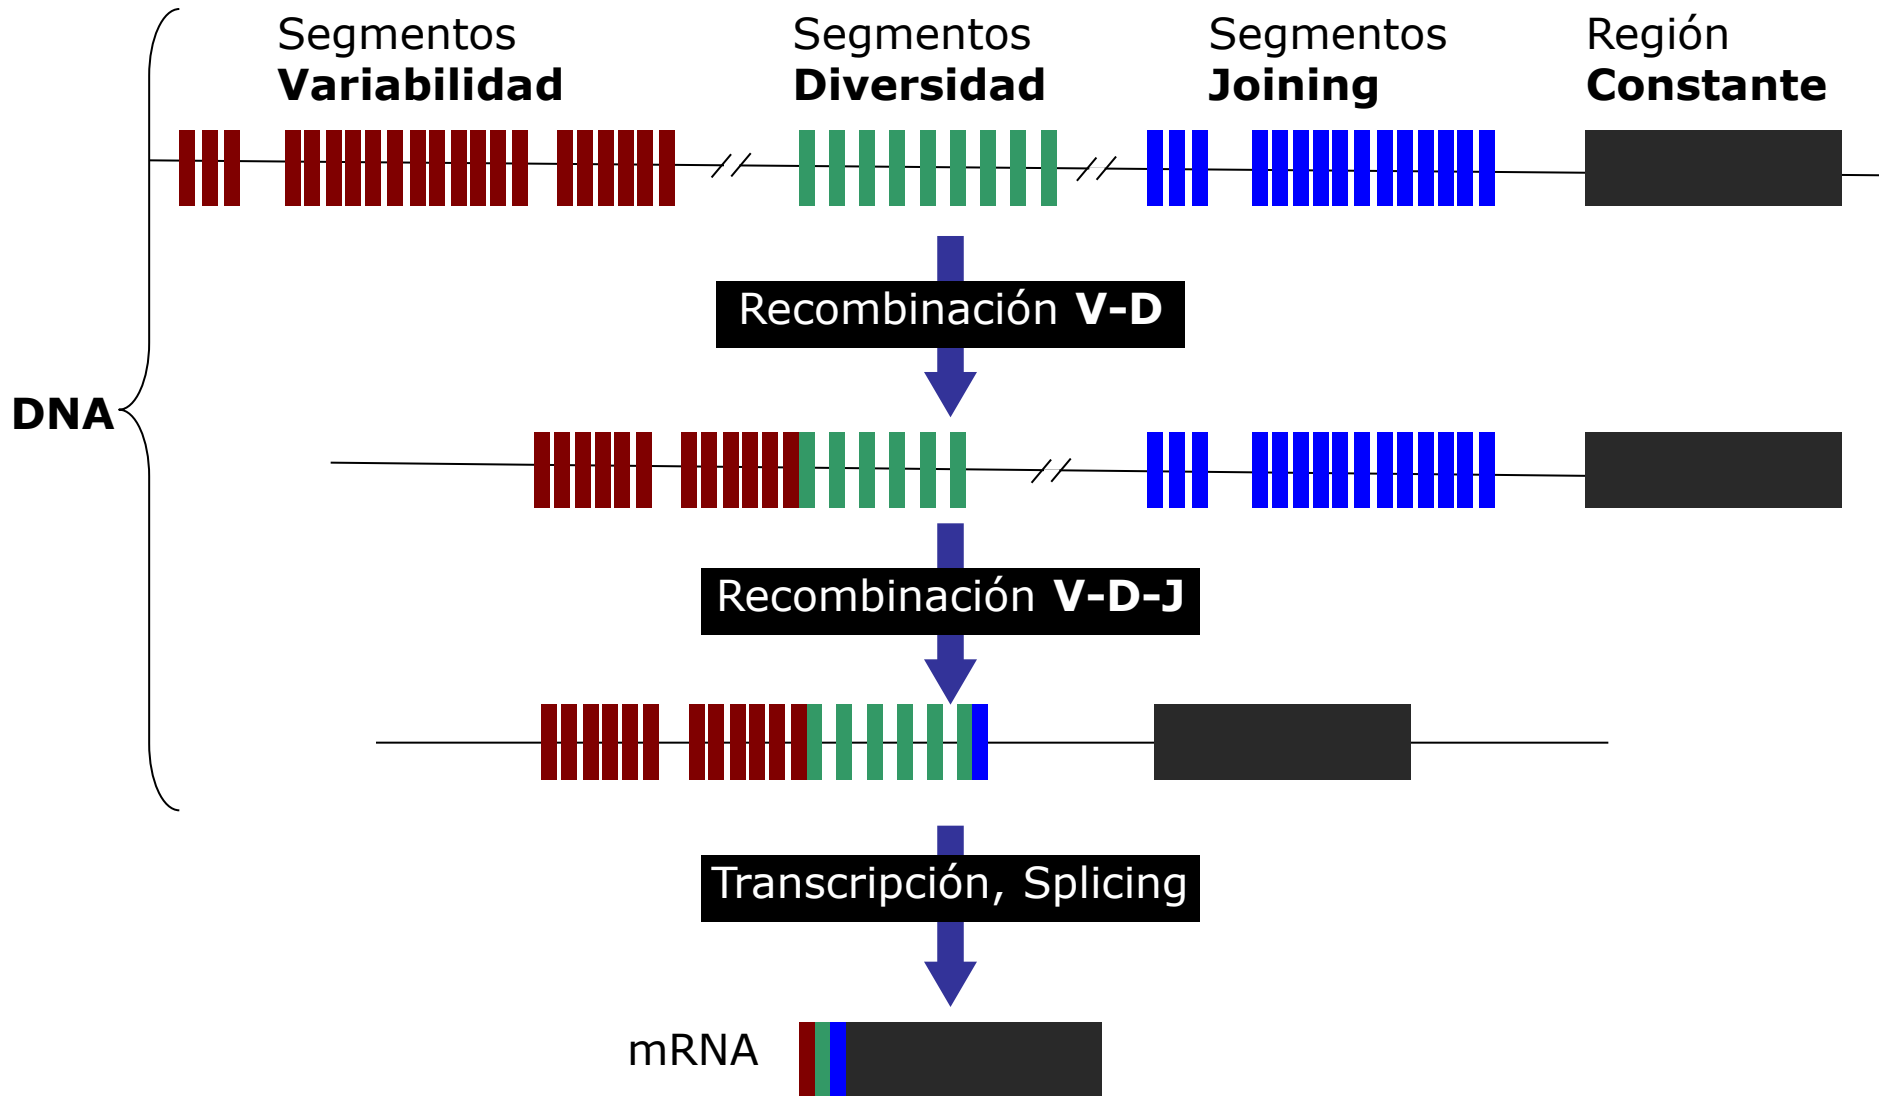 Segmentos
Variabilidad
Segmentos
Diversidad
Segmentos
Joining
Región
Constante
Recombinación V-D
DNA
Recombinación V-D-J
Transcripción, Splicing
mRNA